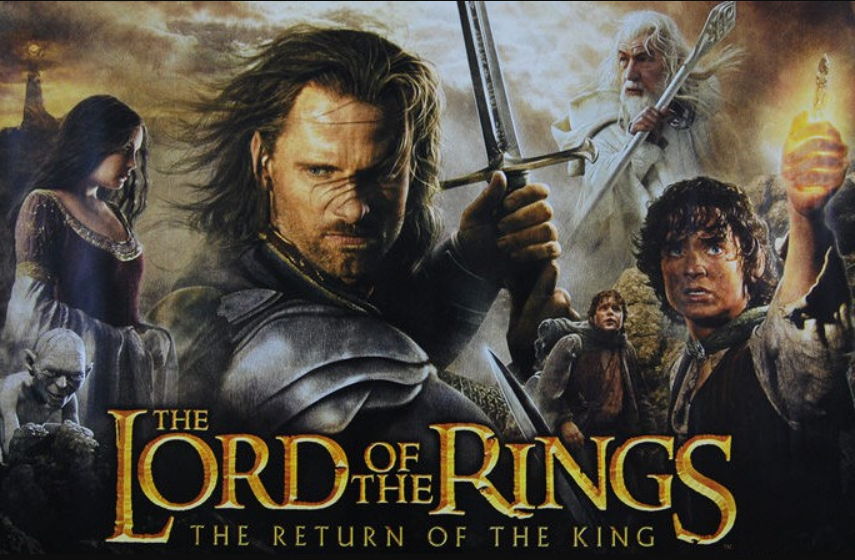 THE
LORD OF THE RINGS
THE RETURN OF THE KING